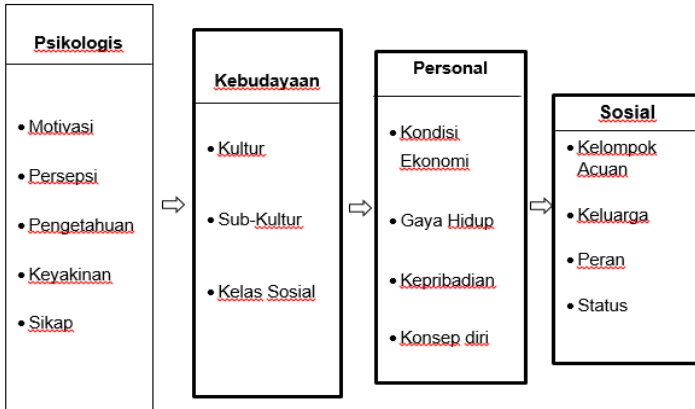 Psikologis
• Motivasi
• Persepsi
• Pengetahuan
• Keyakinan
• Sikap
Kebudayaan
• Kultur
• Sub-Kultur
• Kelas Sosial
Personal
• Kondisi
Ekonomi
• Gaya Hidup
• Kepribadian
• Konsep diri
Sosial
• Kelompok
Acuan
• Keluarga
• Peran
• Status